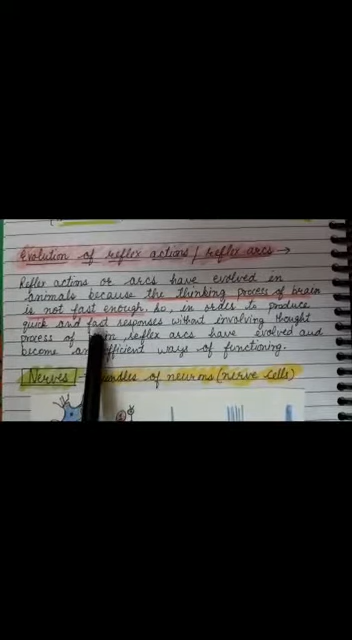 Evolution of reflex actions / reflex arcs →
Reflex actions or arcs have evolved in
animals because the thinking process of brain
is not fast enough. So, in order to produce
quick and fast responses without involving thought
process of reflex arcs have evolved and
become efficient ways of functioning.
Nerves → of neurons (nerve cells)